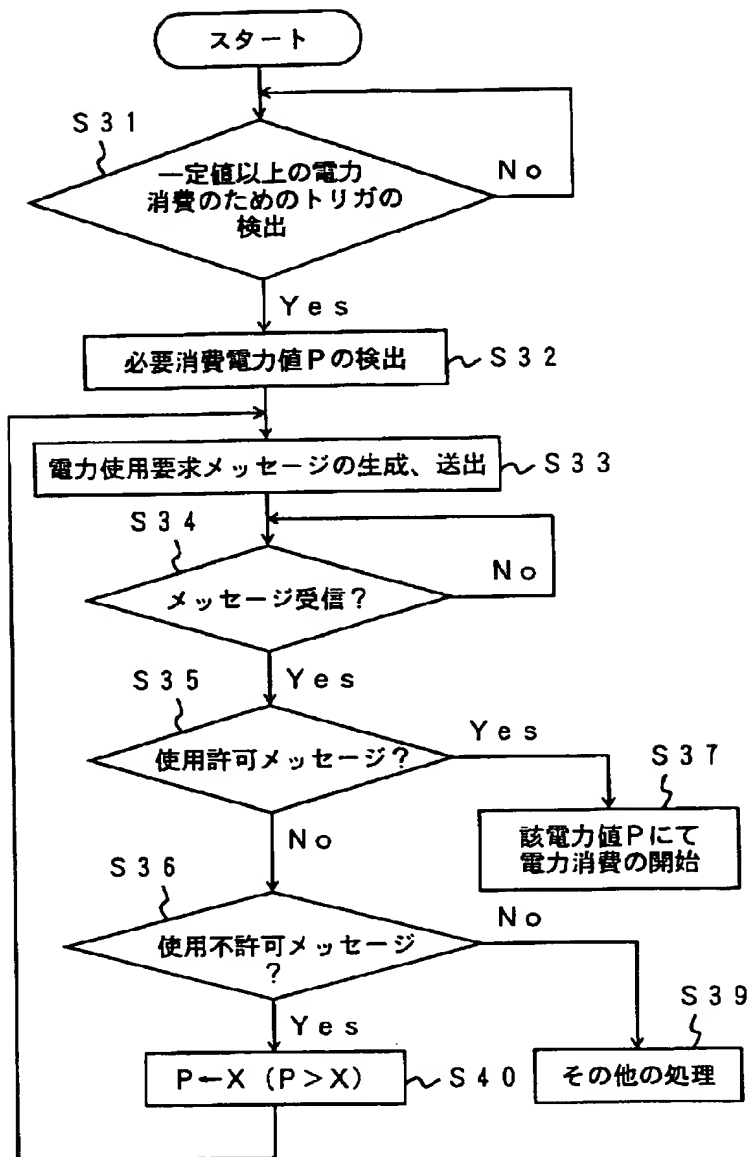 スタート
S31
一定値以上の電力
消費のためのトリガの
検出
No
Yes
必要消費電力値Pの検出
S32
電力使用要求メッセージの生成、送出
S33
S34
メッセージ受信?
No
Yes
S35
使用許可メッセージ?
Yes
S37
該電力値Pにて
電力消費の開始
No
S36
使用不許可メッセージ
?
No
S39
その他の処理
Yes
P←X(P>X)
S40